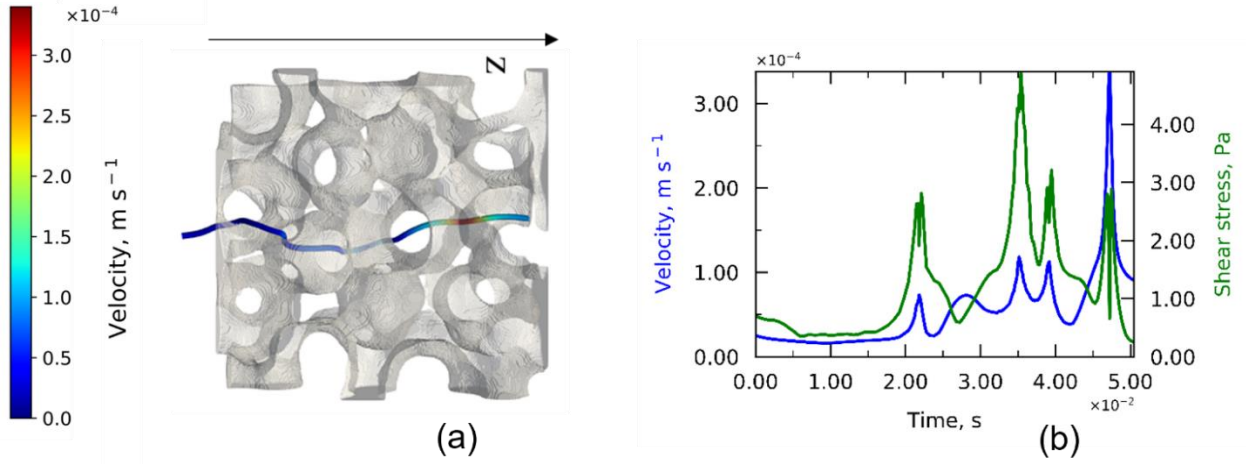 ×10⁻⁴
3.0
2.5
2.0
1.5
1.0
0.5
0.0
Velocity, m s⁻¹
z
(a)
×10⁻⁴
3.00
2.00
1.00
0.00
Velocity, m s⁻¹
4.00
3.00
2.00
1.00
0.00
Shear stress, Pa
0.00 1.00 2.00 3.00 4.00 5.00
×10⁻²
Time, s
(b)